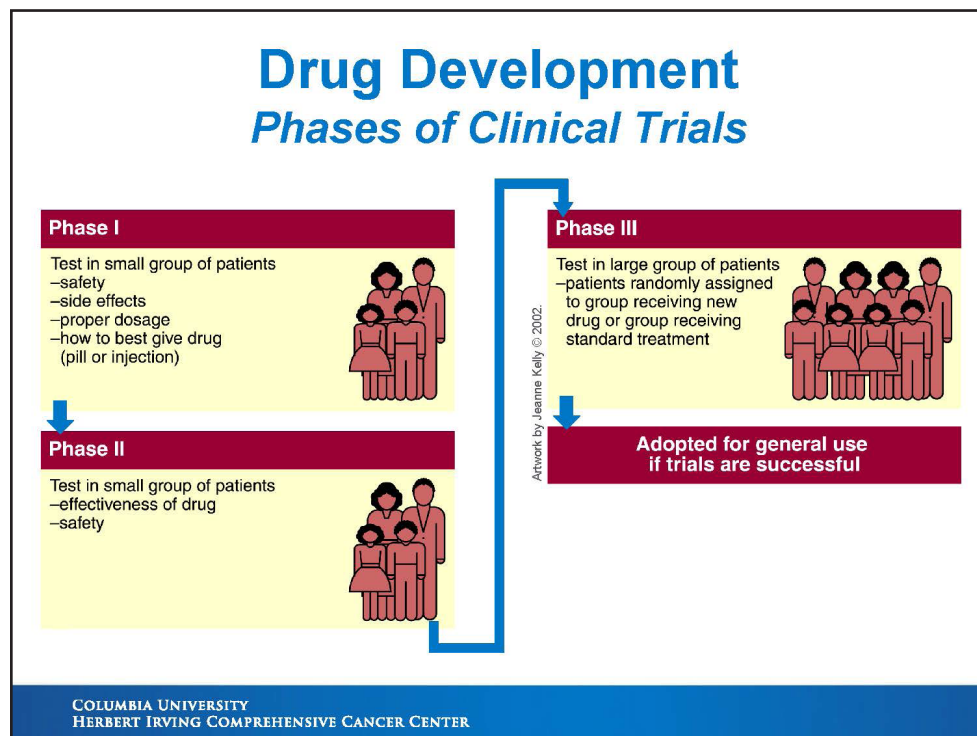 Drug Development
Phases of Clinical Trials
Phase I
Test in small group of patients
–safety
–side effects
–proper dosage
–how to best give drug
(pill or injection)
Phase II
Test in small group of patients
–effectiveness of drug
–safety
Phase III
Test in large group of patients
–patients randomly assigned
to group receiving new
drug or group receiving
standard treatment
Adopted for general use
if trials are successful
Artwork by Jeanne Kelly © 2002.
COLUMBIA UNIVERSITY
HERBERT IRVING COMPREHENSIVE CANCER CENTER